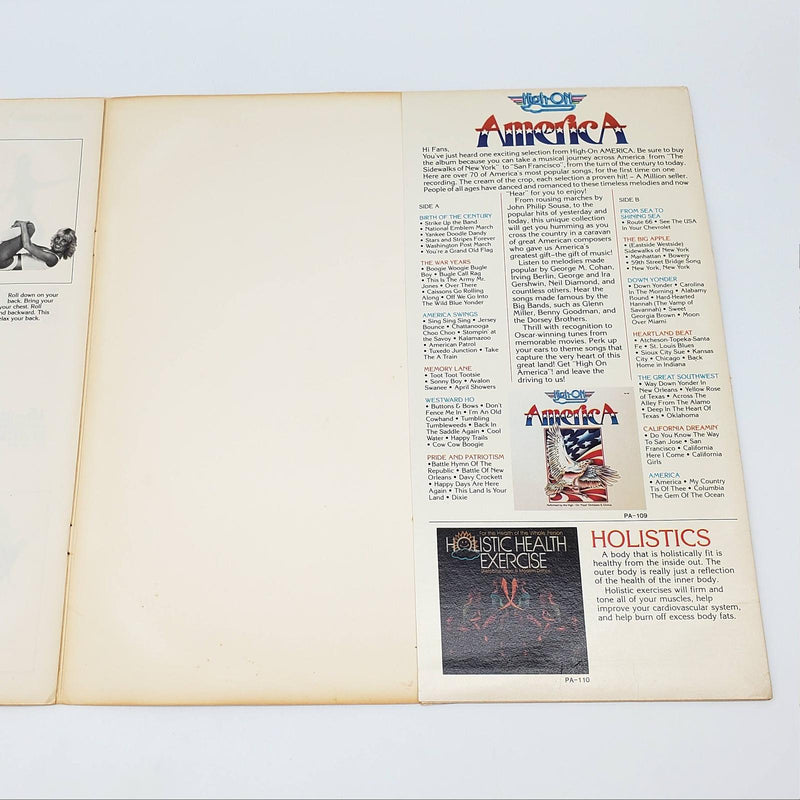 Roll down on your
back. Bring your
your chest. Roll
and backward. This
elax your back.
High-On
AmericA
Hi Fans,
You've just heard one exciting selection from High-On AMERICA. Be sure to buy
the album because you can take a musical journey across America from "The
Sidewalks of New York" to "San Francisco", from the turn of the century to today.
Here are over 70 of America's most popular songs, for the first time on one
recording. The cream of the crop, each selection a proven hit! – A Million seller.
People of all ages have danced and romanced to these timeless melodies and now
"Hear" for you to enjoy!
SIDE A
BIRTH OF THE CENTURY
• Strike Up the Band
• National Emblem March
• Yankee Doodle Dandy
• Stars and Stripes Forever
• Washington Post March
• You're a Grand Old Flag
THE WAR YEARS
• Boogie Woogie Bugle
Boy • Bugle Call Rag
• This Is The Army Mr.
Jones • Over There
• Caissons Go Rolling
Along • Off We Go Into
The Wild Blue Yonder
AMERICA SWINGS
• Sing Sing Sing • Jersey
Bounce • Chattanooga
Choo Choo • Stompin' at
the Savoy • Kalamazoo
• American Patrol
• Tuxedo Junction • Take
The A Train
MEMORY LANE
• Toot Toot Tootsie
• Sonny Boy • Avalon
Swanee • April Showers
WESTWARD HO
• Buttons & Bows • Don't
Fence Me In • I'm An Old
Cowhand • Tumbling
Tumbleweeds • Back In
The Saddle Again • Cool
Water • Happy Trails
• Cow Cow Boogie
PRIDE AND PATRIOTISM
•Battle Hymn Of The
Republic • Battle Of New
Orleans • Davy Crockett
• Happy Days Are Here
Again • This Land is Your
Land • Dixie
From rousing marches by
John Philip Sousa, to the
popular hits of yesterday and
today, this unique collection
will get you humming as you
cross the country in a caravan
of great American composers
who gave us America's
greatest gift–the gift of music!
Listen to melodies made
popular by George M. Cohan,
Irving Berlin, George and Ira
Gershwin, Neil Diamond, and
countless others. Hear the
songs made famous by the
Big Bands, such as Glenn
Miller, Benny Goodman, and
the Dorsey Brothers.
Thrill with recognition to
Oscar-winning tunes from
memorable movies. Perk up
your ears to theme songs that
capture the very heart of this
great land! Get "High On
America"! and leave the
driving to us!
SIDE B
FROM SEA TO
SHINING SEA
• Route 66 • See The USA
In Your Chevrolet
THE BIG APPLE
• (Eastside Westside)
Sidewalks of New York
• Manhattan • Bowery
• 59th Street Bridge Song
• New York, New York
DOWN YONDER
• Down Yonder • Carolina
In The Morning • Alabamy
Bound • Hard-Hearted
Hannah (The Vamp of
Savannah) • Sweet
Georgia Brown • Moon
Over Miami
HEARTLAND BEAT
• Atcheson-Topeka-Santa
Fe • St. Louis Blues
• Sioux City Sue • Kansas
City • Chicago • Back
Home in Indiana
THE GREAT SOUTHWEST
• Way Down Yonder In
New Orleans • Yellow Rose
of Texas • Across The
Alley From The Alamo
• Deep In The Heart Of
Texas • Oklahoma
CALIFORNIA DREAMIN'
• Do You Know The Way
To San Jose • San
Francisco • California
Here I Come • California
Girls
AMERICA
• America • My Country
Tis Of Thee • Columbia
The Gem Of The Ocean
High-On
AmericA
PA-109
For the Health of the Whole Person
HOLISTIC HEALTH
EXERCISE
PA-110
HOLISTICS
A body that is holistically fit is
healthy from the inside out. The
outer body is really just a reflection
of the health of the inner body.
Holistic exercises will firm and
tone all of your muscles, help
improve your cardiovascular system,
and help burn off excess body fats.